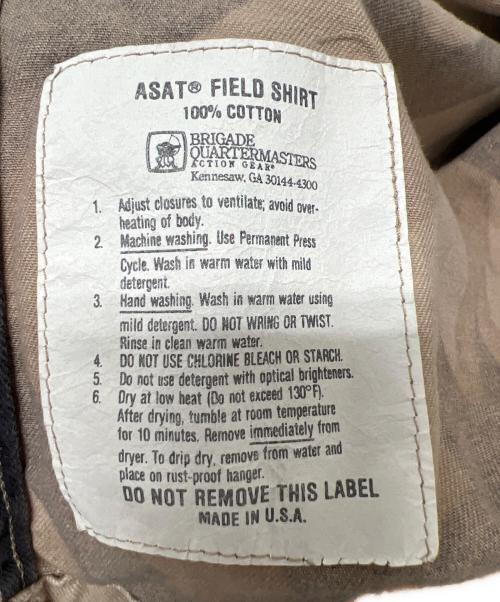 ASAT® FIELD SHIRT
100% COTTON
BRIGADE
QUARTERMASTERS
ACTION GEAR®
Kennesaw, GA 30144-4300
1. Adjust closures to ventilate; avoid over-
heating of body.
2. Machine washing. Use Permanent Press
Cycle. Wash in warm water with mild
detergent.
3. Hand washing. Wash in warm water using
mild detergent. DO NOT WRING OR TWIST.
Rinse in clean warm water.
4. DO NOT USE CHLORINE BLEACH OR STARCH.
5. Do not use detergent with optical brighteners.
6. Dry at low heat (Do not exceed 130°F).
After drying, tumble at room temperature
for 10 minutes. Remove immediately from
dryer. To drip dry, remove from water and
place on rust-proof hanger.
DO NOT REMOVE THIS LABEL
MADE IN U.S.A.